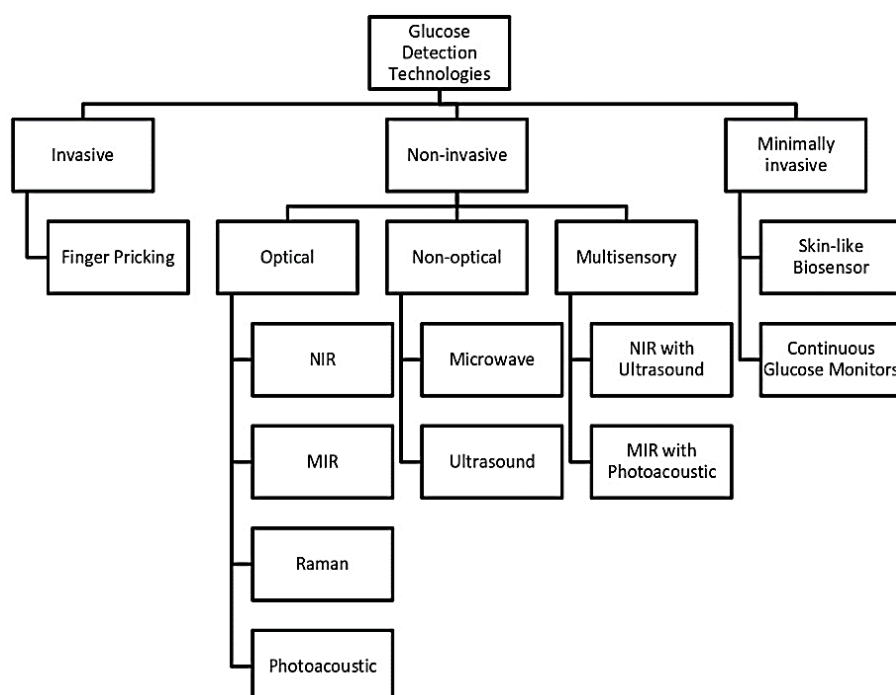 Glucose
Detection
Technologies
Invasive
Non-invasive
Minimally
invasive
Finger Pricking
Optical
Non-optical
Multisensory
Skin-like
Biosensor
NIR
Microwave
NIR with
Ultrasound
Continuous
Glucose Monitors
MIR
Ultrasound
MIR with
Photoacoustic
Raman
Photoacoustic